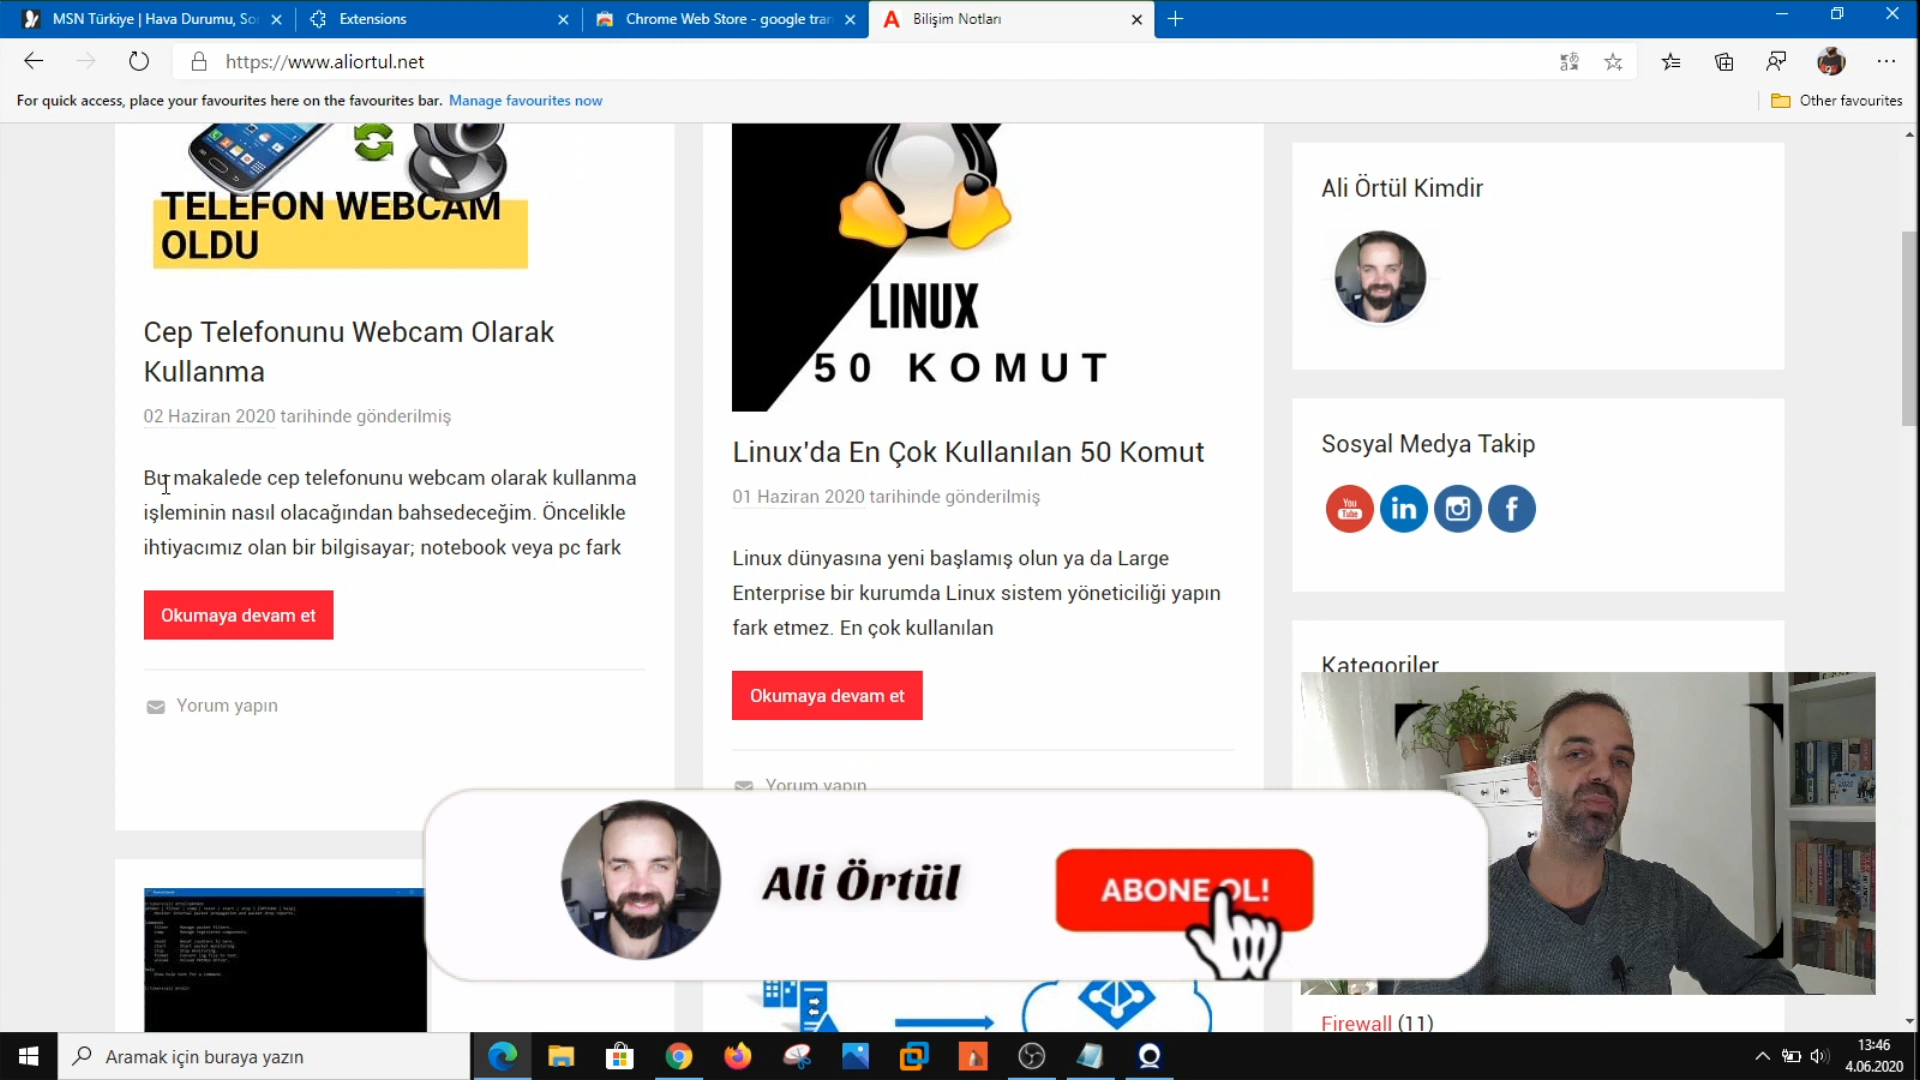 MSN Türkiye | Hava Durumu, So
Extensions
Chrome Web Store - google tran
Bilişim Notları
https://www.aliortul.net
For quick access, place your favourites here on the favourites bar. Manage favourites now
Other favourites
TELEFON WEBCAM
OLDU
Cep Telefonunu Webcam Olarak
Kullanma
02 Haziran 2020 tarihinde gönderilmiş
Bu makalede cep telefonunu webcam olarak kullanma
işleminin nasıl olacağından bahsedeceğim. Öncelikle
ihtiyacımız olan bir bilgisayar; notebook veya pc fark
Okumaya devam et
Yorum yapın
LINUX
50 KOMUT
Linux'da En Çok Kullanılan 50 Komut
01 Haziran 2020 tarihinde gönderilmiş
Linux dünyasına yeni başlamış olun ya da Large
Enterprise bir kurumda Linux sistem yöneticiliği yapın
fark etmez. En çok kullanılan
Okumaya devam et
Yorum yapın
Ali Örtül Kimdir
Sosyal Medya Takip
You
Tube
in
f
Kategoriler
Ali Örtül
ABONE OL!
Firewall (11)
Aramak için buraya yazın
13:46
4.06.2020